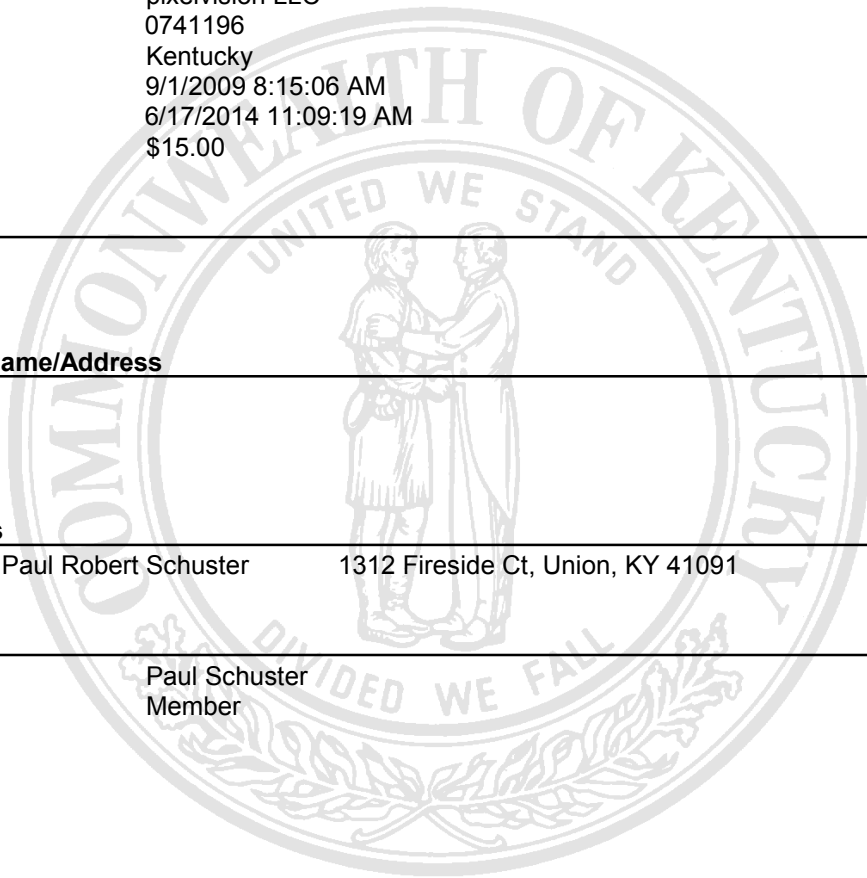 pixelvision LLC
0741196
Kentucky
9/1/2009 8:15:06 AM
6/17/2014 11:09:19 AM
$15.00
COMMONWEALTH OF KENTUCKY
UNITED WE STAND
ame/Address
s
Paul Robert Schuster 1312 Fireside Ct, Union, KY 41091
Paul Schuster
Member
DIVIDED WE FALL